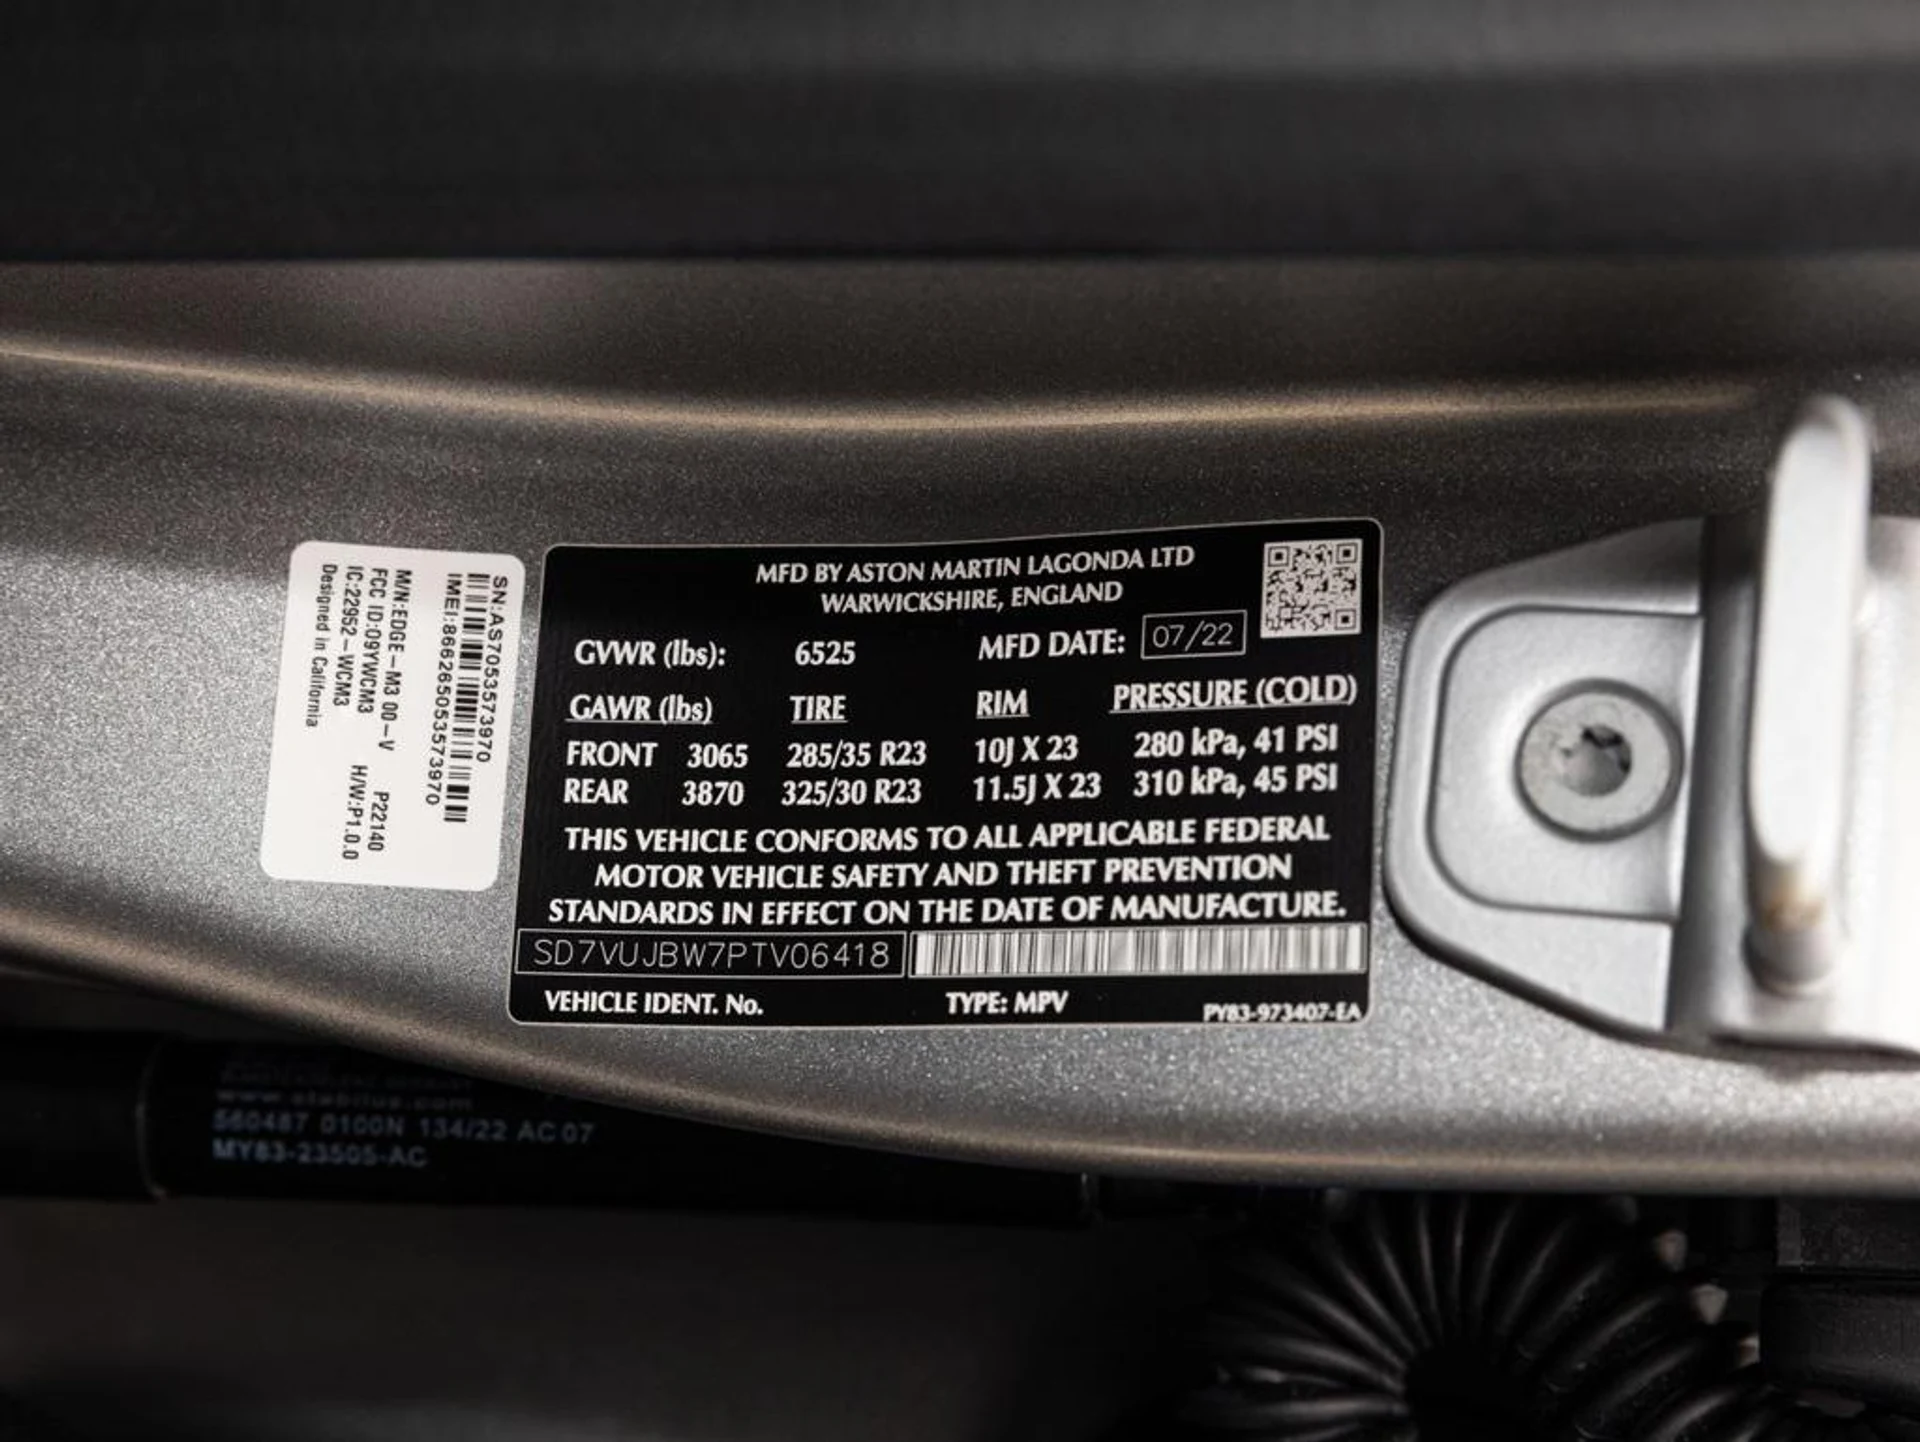 SN:AS70535573970
IMEI:866265053573970
M/N:EDGE-M3 00-V P22140
FCC ID:O9YWCM3 H/W:P1.0.0
IC:22952-WCM3
Designed in California
MFD BY ASTON MARTIN LAGONDA LTD
WARWICKSHIRE, ENGLAND
GVWR (lbs): 6525 MFD DATE: 07/22
GAWR (lbs) TIRE RIM PRESSURE (COLD)
FRONT 3065 285/35 R23 10J X 23 280 kPa, 41 PSI
REAR 3870 325/30 R23 11.5J X 23 310 kPa, 45 PSI
THIS VEHICLE CONFORMS TO ALL APPLICABLE FEDERAL
MOTOR VEHICLE SAFETY AND THEFT PREVENTION
STANDARDS IN EFFECT ON THE DATE OF MANUFACTURE.
SD7VUJBW7PTV06418
VEHICLE IDENT. No. TYPE: MPV PY83-973407-EA
www.stabilus.com
560487 0100N 134/22 AC 07
MY83-23505-AC